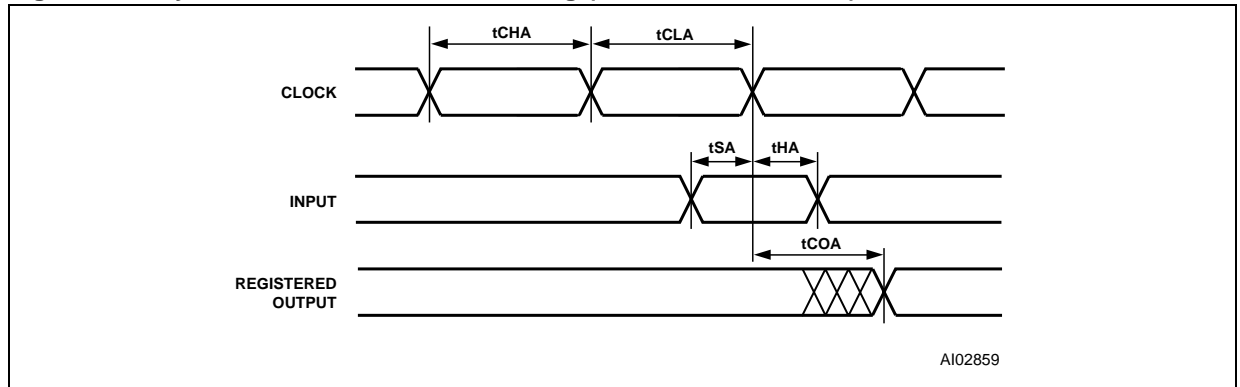 tCHA tCLA
CLOCK
tSA tHA
INPUT
tCOA
REGISTERED
OUTPUT
AI02859